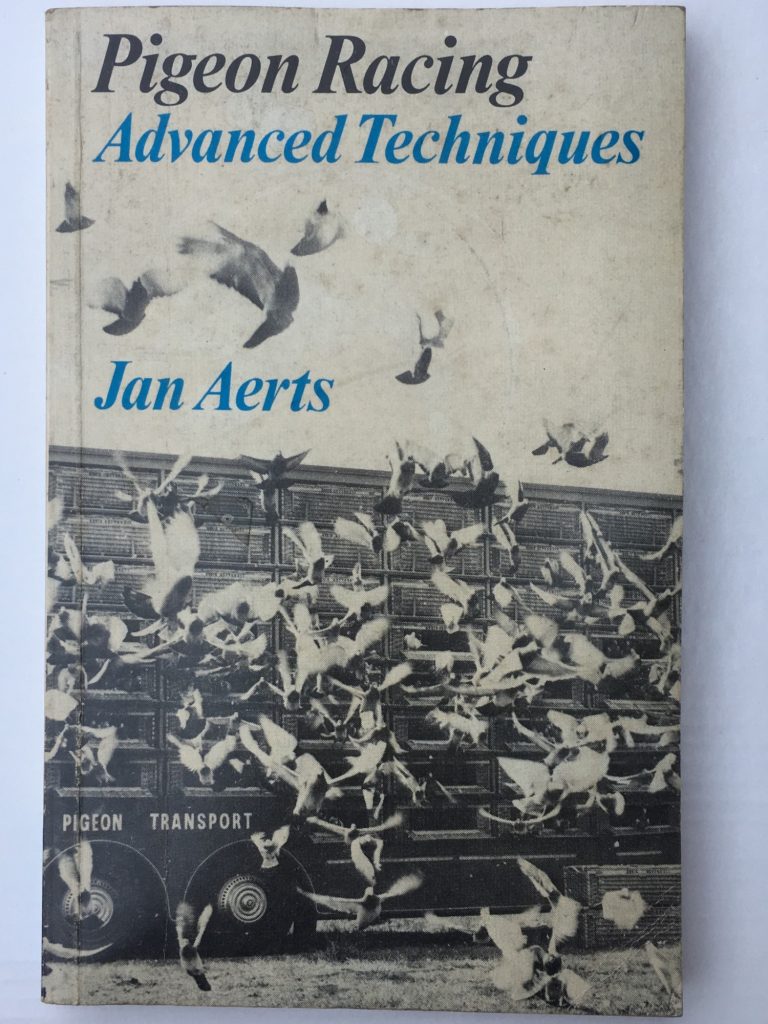 Pigeon Racing
Advanced Techniques
Jan Aerts
PIGEON TRANSPORT